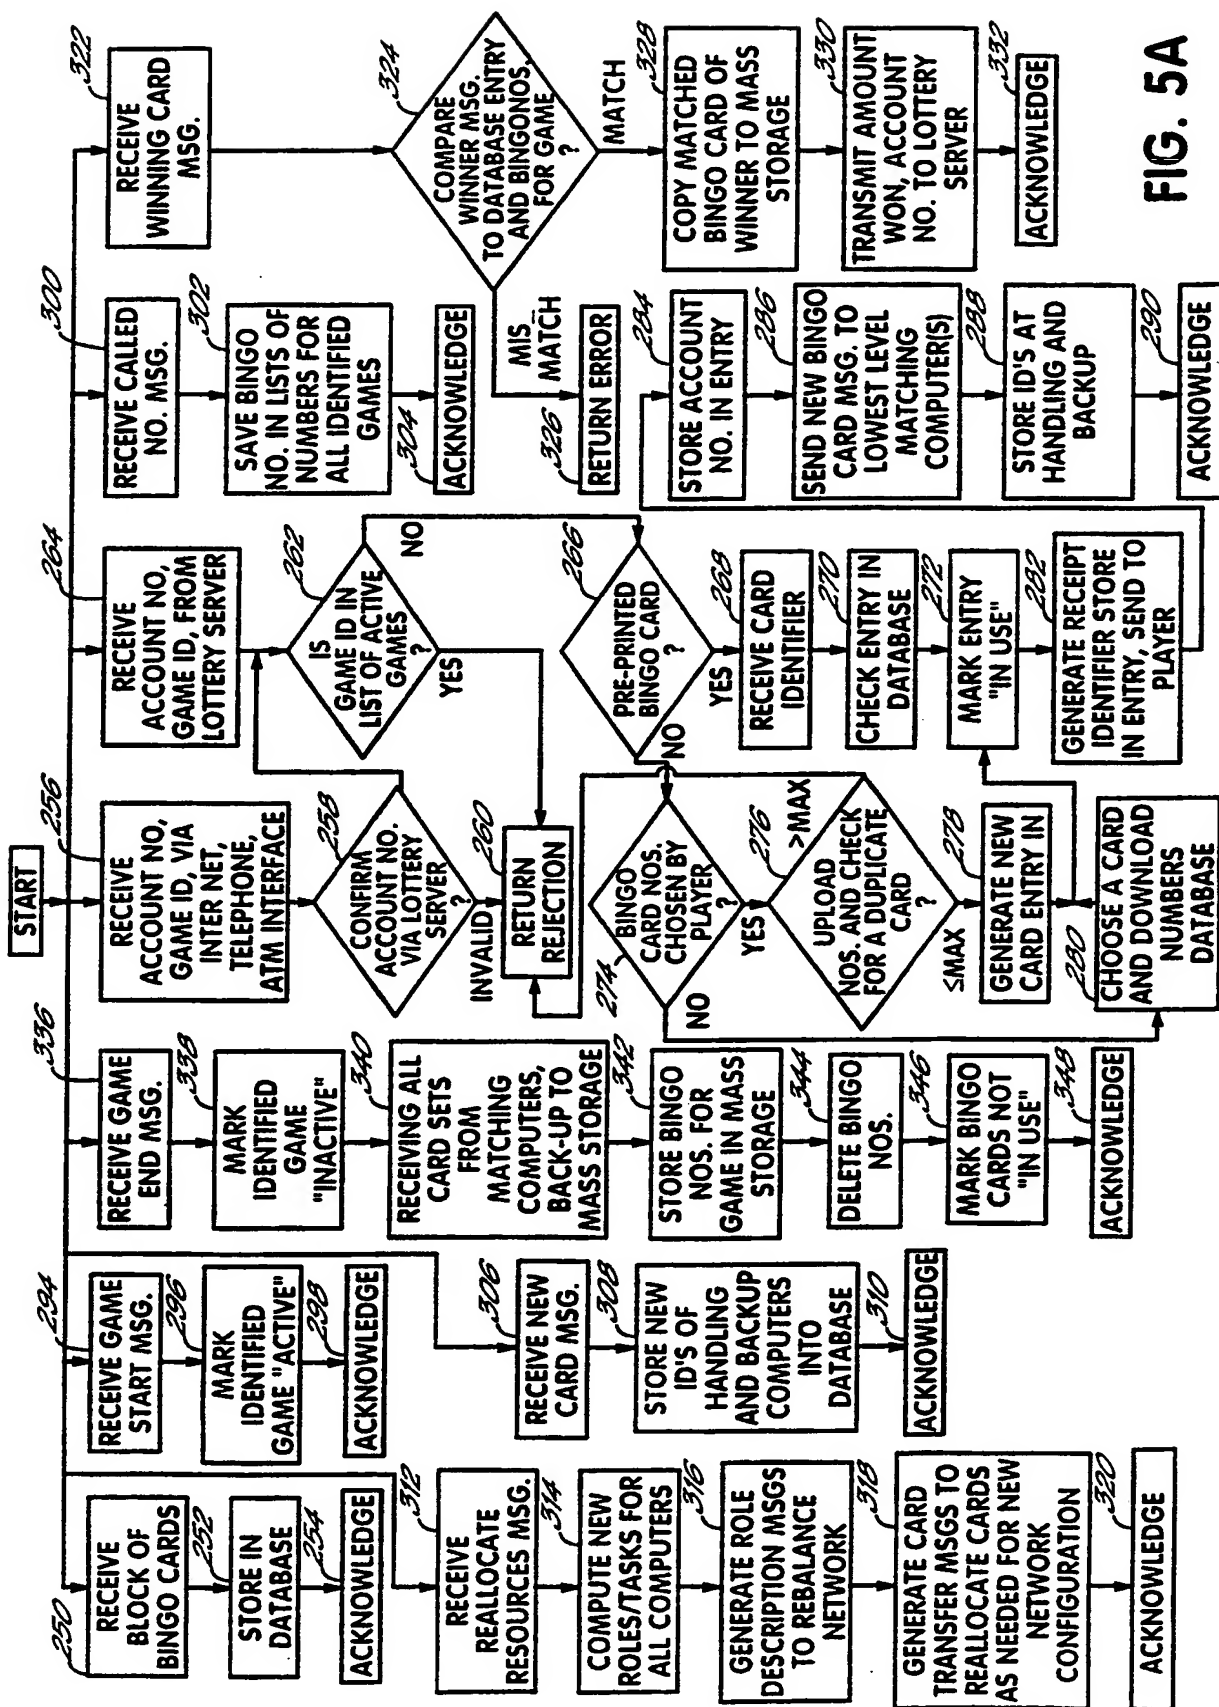 START
250
RECEIVE
BLOCK OF
BINGO CARDS
252
STORE IN
DATABASE
254
ACKNOWLEDGE
294
RECEIVE GAME
START MSG.
296
MARK
IDENTIFIED
GAME "ACTIVE"
298
ACKNOWLEDGE
312
RECEIVE
REALLOCATE
RESOURCES MSG.
314
COMPUTE NEW
ROLES/TASKS FOR
ALL COMPUTERS
316
GENERATE ROLE
DESCRIPTION MSGS
TO REBALANCE
NETWORK
318
GENERATE CARD
TRANSFER MSGS TO
REALLOCATE CARDS
AS NEEDED FOR NEW
NETWORK
CONFIGURATION
320
ACKNOWLEDGE
306
RECEIVE NEW
CARD MSG.
308
STORE NEW
ID'S OF
HANDLING
AND BACKUP
COMPUTERS
INTO
DATABASE
310
ACKNOWLEDGE
336
RECEIVE GAME
END MSG.
338
MARK
IDENTIFIED
GAME
"INACTIVE"
340
RECEIVING ALL
CARD SETS
FROM
MATCHING
COMPUTERS,
BACK-UP TO
MASS STORAGE
342
STORE BINGO
NOS. FOR
GAME IN MASS
STORAGE
344
DELETE BINGO
NOS.
346
MARK BINGO
CARDS NOT
"IN USE"
348
ACKNOWLEDGE
256
RECEIVE
ACCOUNT NO,
GAME ID, VIA
INTER NET,
TELEPHONE,
ATM INTERFACE
258
CONFIRM
ACCOUNT NO.
VIA LOTTERY
SERVER
?
INVALID
260
RETURN
REJECTION
264
RECEIVE
ACCOUNT NO,
GAME ID, FROM
LOTTERY SERVER
262
IS
GAME ID IN
LIST OF ACTIVE
GAMES
?
NO
YES
266
PRE-PRINTED
BINGO CARD
?
NO
YES
268
RECEIVE CARD
IDENTIFIER
270
CHECK ENTRY IN
DATABASE
272
MARK ENTRY
"IN USE"
282
GENERATE RECEIPT
IDENTIFIER STORE
IN ENTRY, SEND TO
PLAYER
274
BINGO
CARD NOS.
CHOSEN BY
PLAYER
?
NO
YES
276
UPLOAD
NOS. AND CHECK
FOR A DUPLICATE
CARD
?
>MAX
≤MAX
278
GENERATE NEW
CARD ENTRY IN
280
CHOOSE A CARD
AND DOWNLOAD
NUMBERS
DATABASE
300
RECEIVE CALLED
NO. MSG.
302
SAVE BINGO
NO. IN LISTS OF
NUMBERS FOR
ALL IDENTIFIED
GAMES
304
ACKNOWLEDGE
322
RECEIVE
WINNING CARD
MSG.
324
COMPARE
WINNER MSG.
TO DATABASE ENTRY
AND BINGONOS,
FOR GAME
?
MIS_
MATCH
326
RETURN ERROR
MATCH
328
COPY MATCHED
BINGO CARD OF
WINNER TO MASS
STORAGE
330
TRANSMIT AMOUNT
WON, ACCOUNT
NO. TO LOTTERY
SERVER
332
ACKNOWLEDGE
284
STORE ACCOUNT
NO. IN ENTRY
286
SEND NEW BINGO
CARD MSG. TO
LOWEST LEVEL
MATCHING
COMPUTER(S)
288
STORE ID'S AT
HANDLING AND
BACKUP
290
ACKNOWLEDGE
FIG. 5A